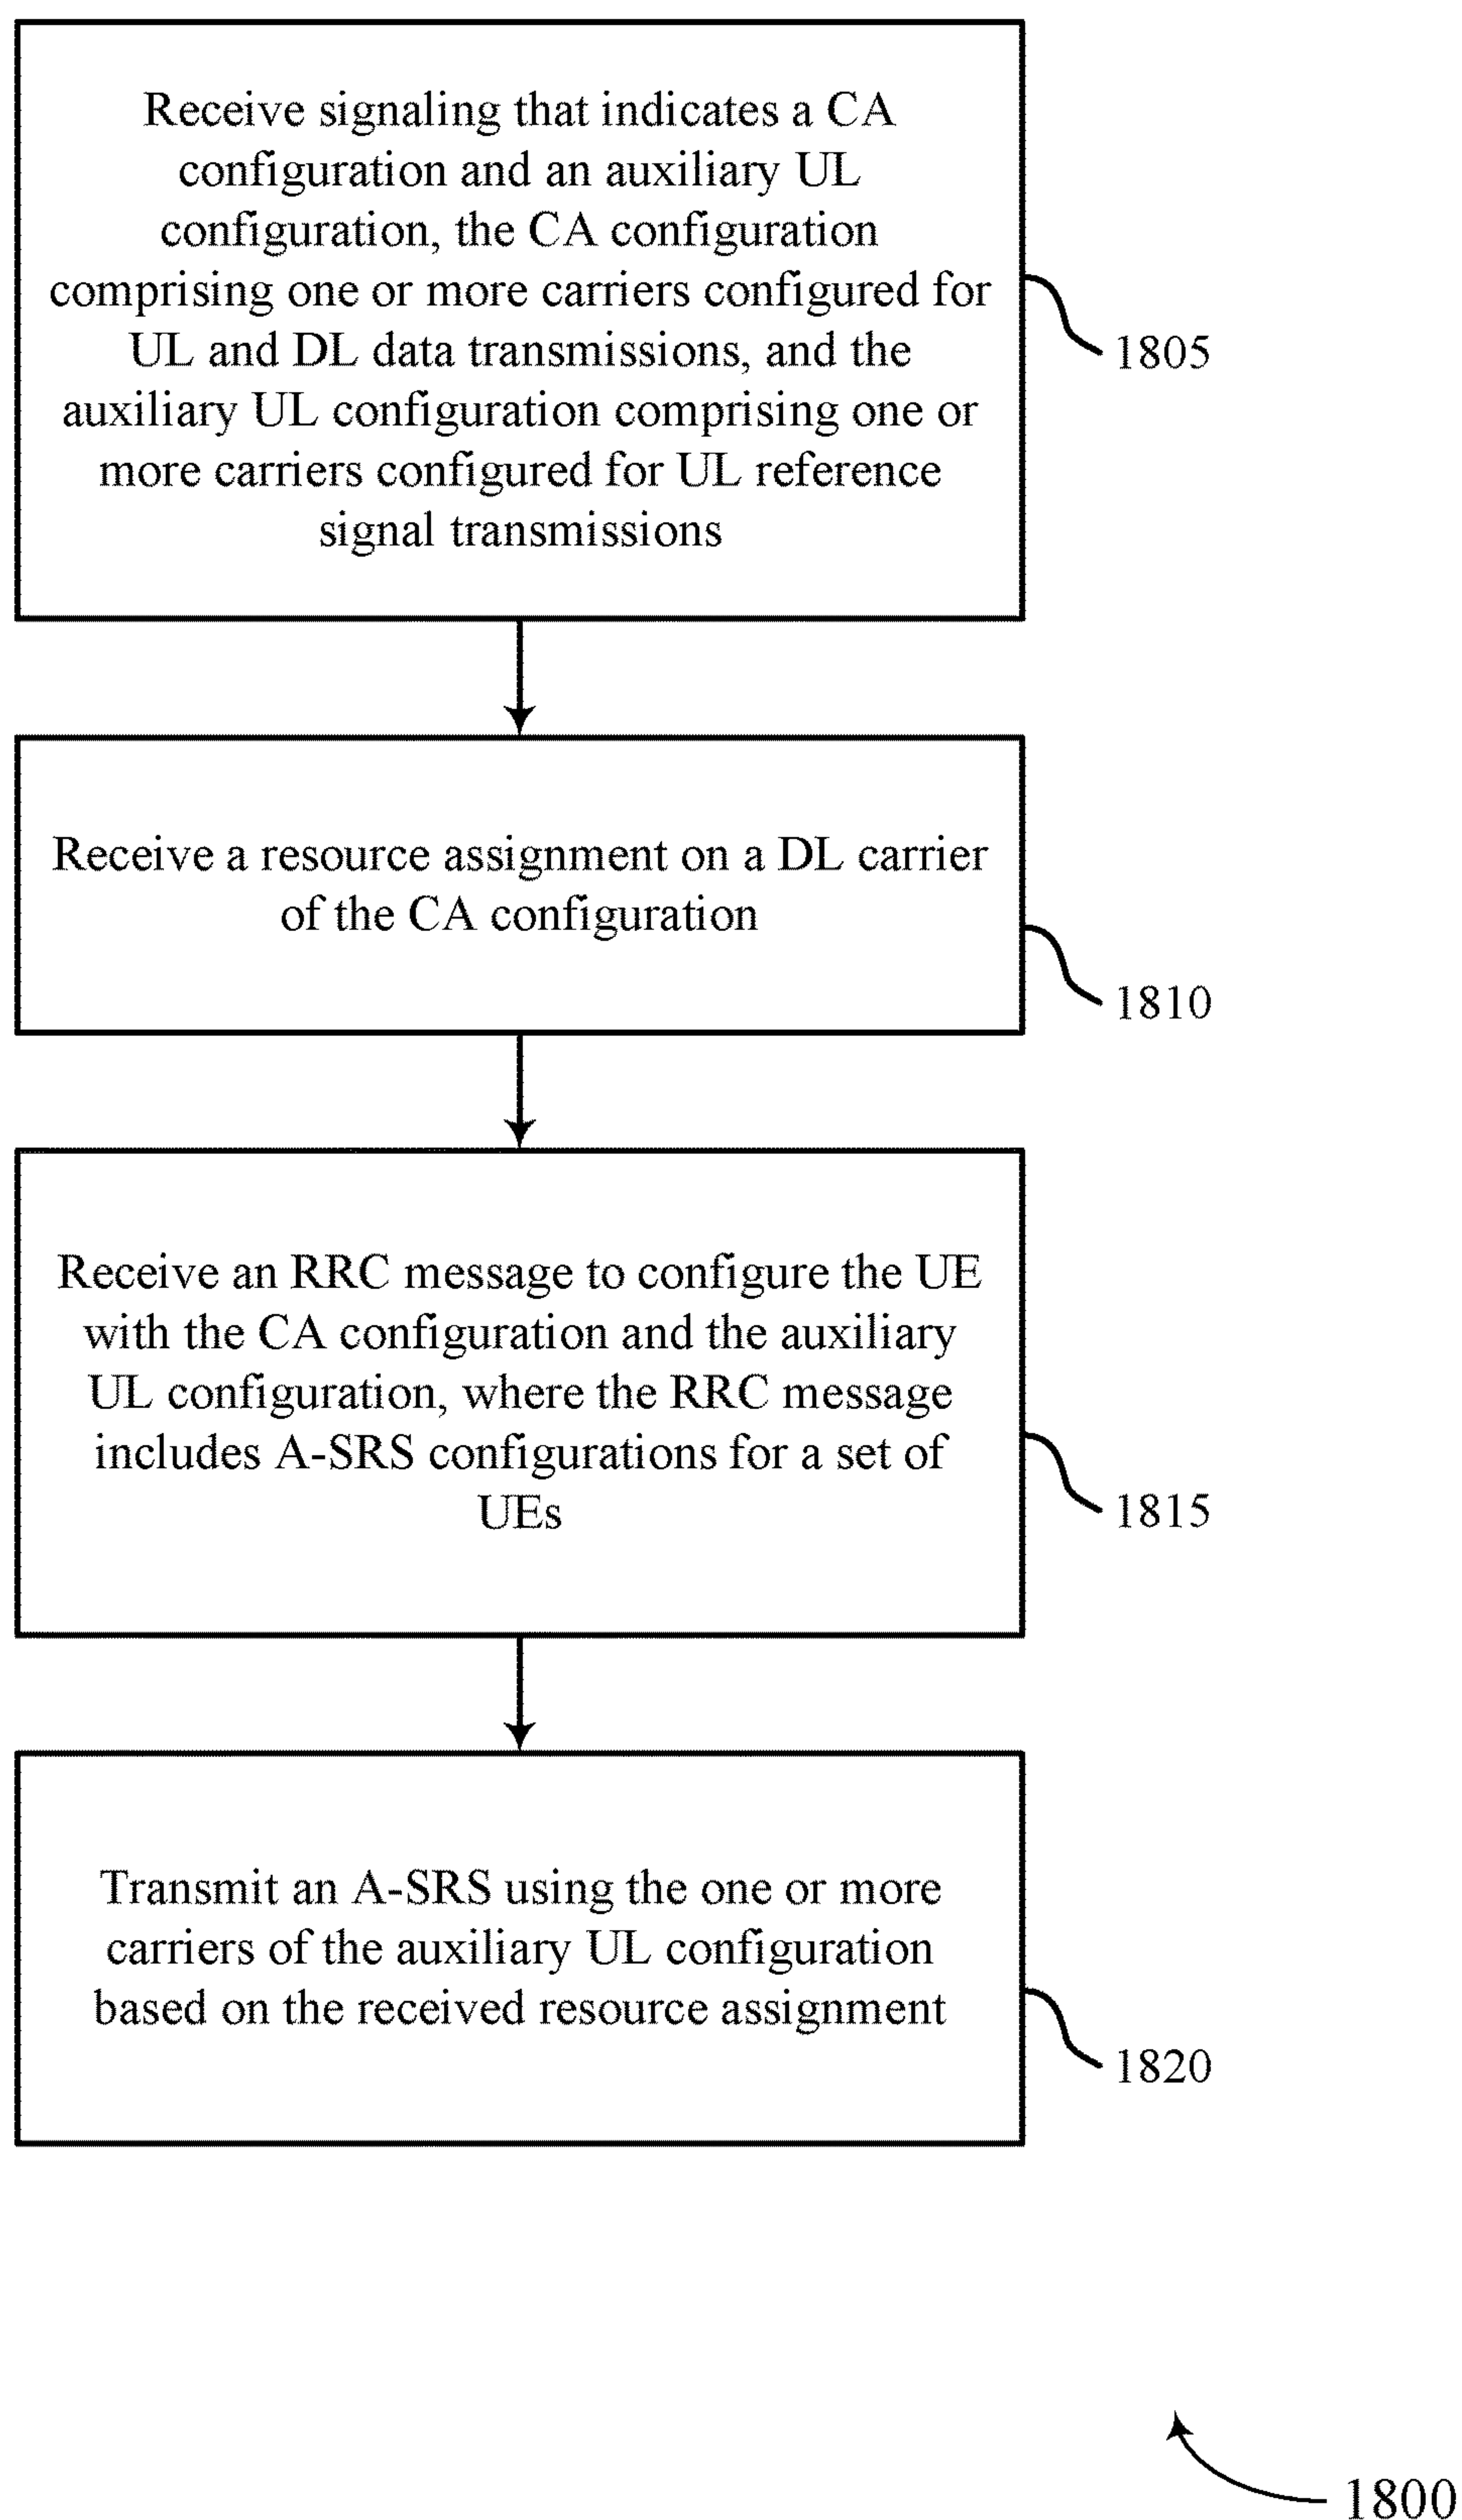 Receive signaling that indicates a CA
configuration and an auxiliary UL
configuration, the CA configuration
comprising one or more carriers configured for
UL and DL data transmissions, and the
auxiliary UL configuration comprising one or
more carriers configured for UL reference
signal transmissions
1805
Receive a resource assignment on a DL carrier
of the CA configuration
1810
Receive an RRC message to configure the UE
with the CA configuration and the auxiliary
UL configuration, where the RRC message
includes A-SRS configurations for a set of
UEs
1815
Transmit an A-SRS using the one or more
carriers of the auxiliary UL configuration
based on the received resource assignment
1820
1800